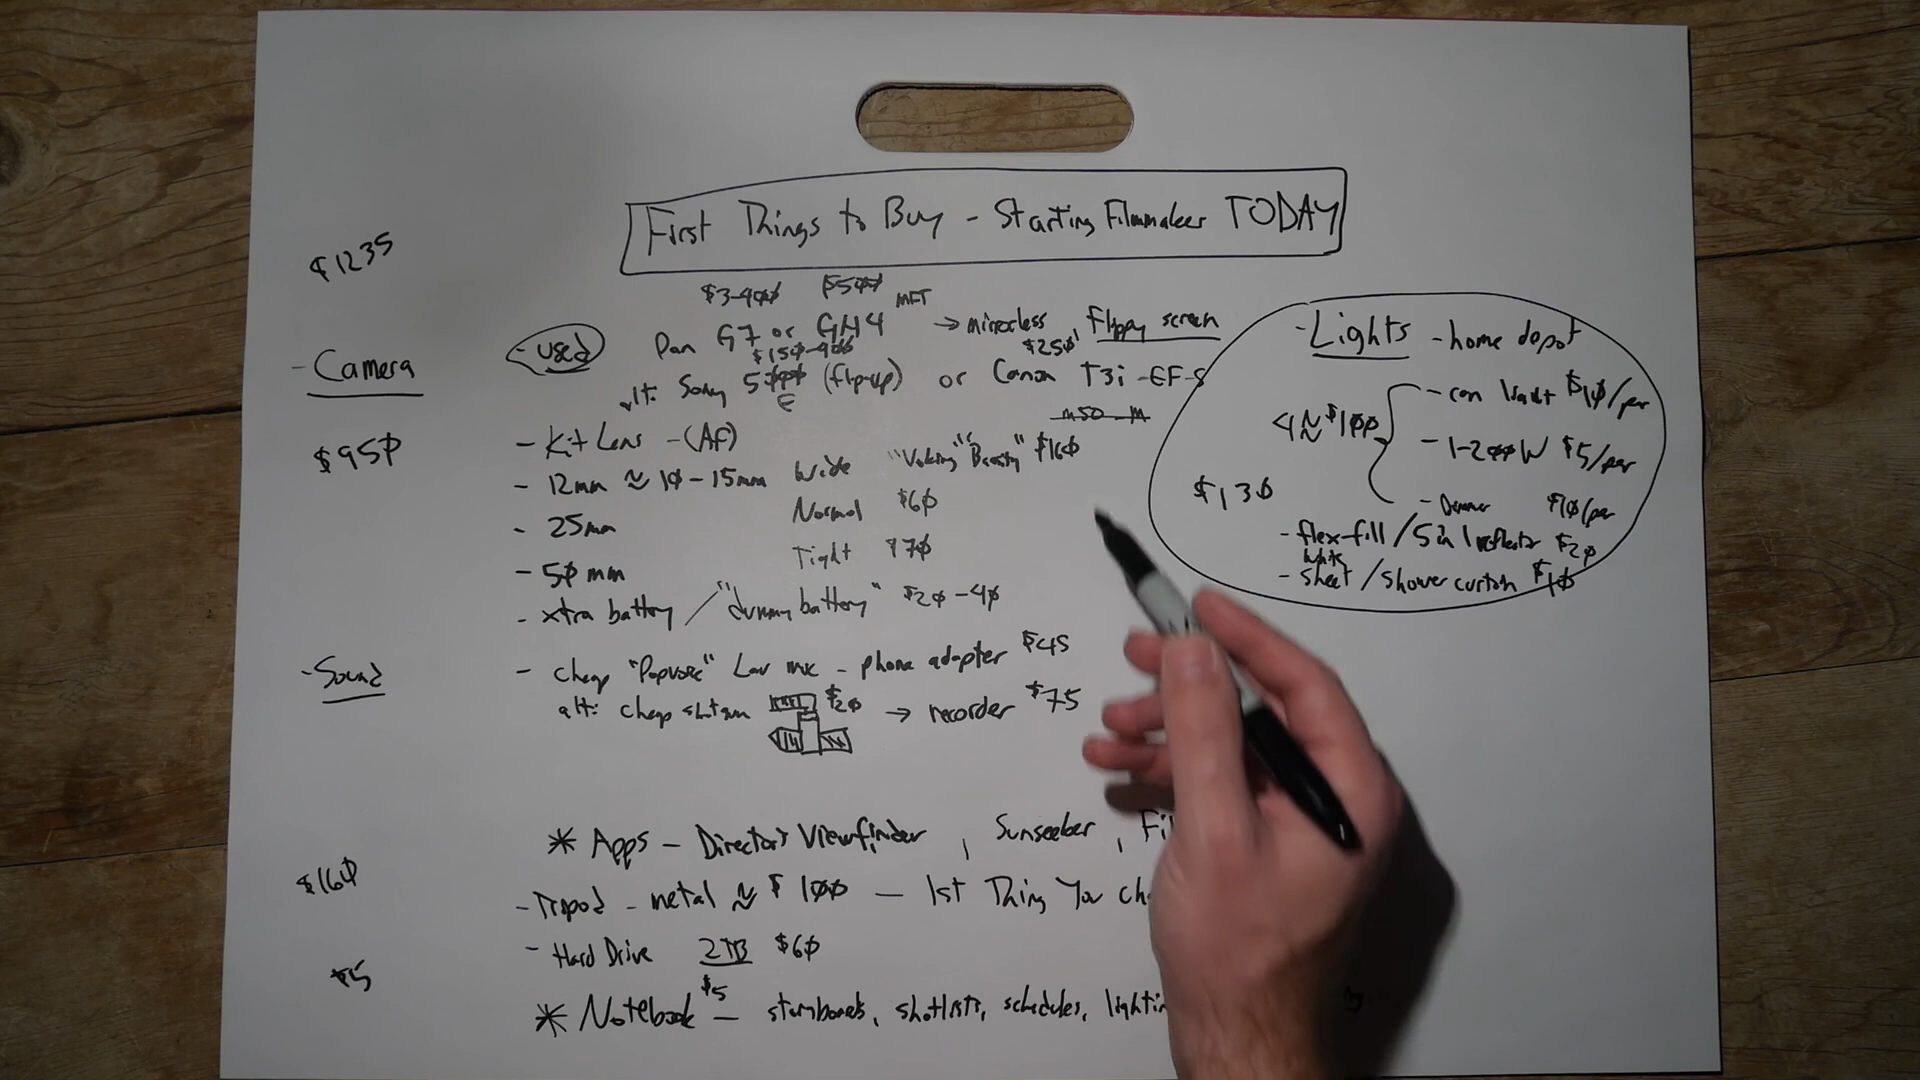 First Things to Buy - Starting Filmmaker TODAY
$1235
$3-400 $500 MFT
- Camera
- used Pan G7 or GH4 → mirrorless, flippy screen
$150-400 $250
alt: Sony 5000 (flip-up) or Canon T3i - EF-S
E
m50 - M
$950
- Kit Lens - (AF)
- 12mm ≈ 10-15mm Wide $160
- 25mm Normal $60
- 50mm Tight $70
- xtra battery / "dummy battery" $20-40
- Sound
- cheap Lav mic - phone adapter $45
alt: cheap shtgun $20 → recorder $75
- Lights - home depot
- can $10/per
4 ≈ $100
- 1-200W $5/per
- Dimmer $10/per
$130
- flex-fill / 5 in 1 reflector $20
- white sheet / shower curtain $10
* Apps - Director's Viewfinder, Sunseeker, Fi
$160
- Tripod - metal ≈ $100 - 1st Thing You ch
- Hard Drive 2TB $60
$5
$5
* Notebook - storyboards, shotlists, schedules, lightin